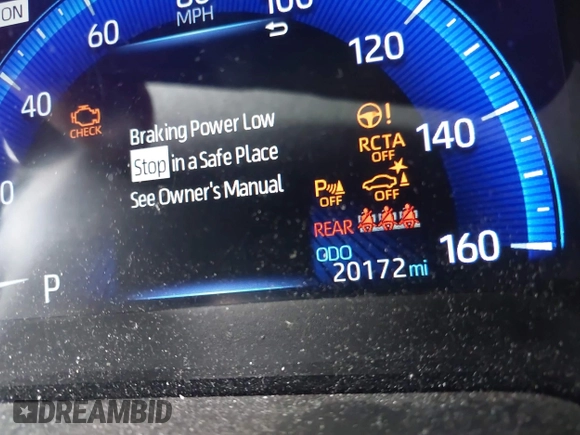 ON
80
MPH
100
60
120
40
CHECK
Braking Power Low
Stop in a Safe Place
See Owner's Manual
!
RCTA
OFF
140
P
OFF
OFF
REAR
ODO
20172 mi
160
P
DREAMBID